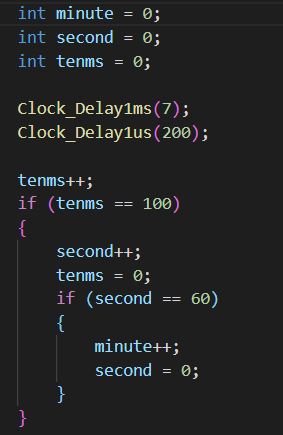 int minute = 0;
int second = 0;
int tenms = 0;

Clock_Delay1ms(7);
Clock_Delay1us(200);

tenms++;
if (tenms == 100)
{
    second++;
    tenms = 0;
    if (second == 60)
    {
        minute++;
        second = 0;
    }
}